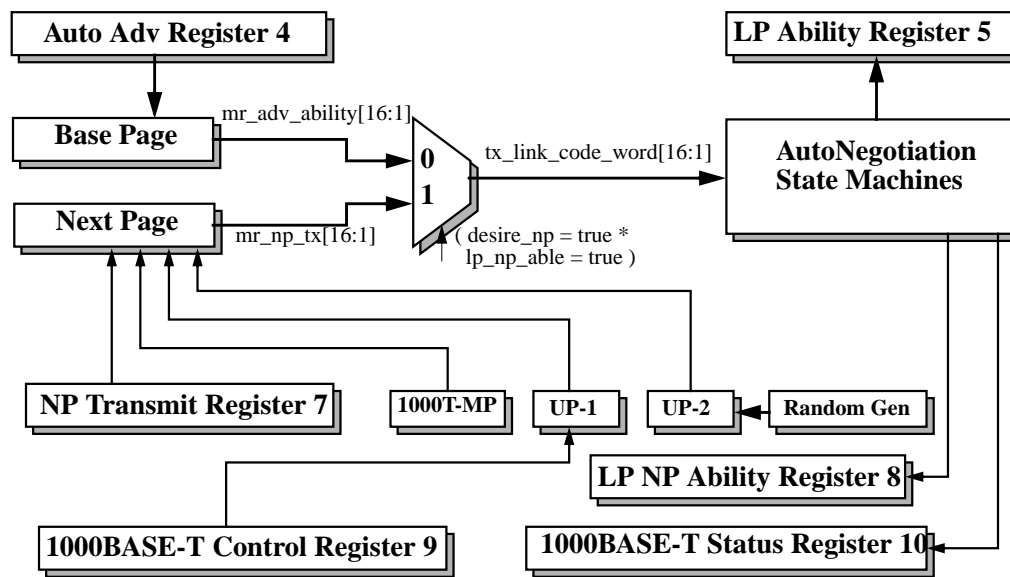 Auto Adv Register 4
LP Ability Register 5
mr_adv_ability[16:1]
Base Page
0
1
tx_link_code_word[16:1]
AutoNegotiation
State Machines
Next Page
mr_np_tx[16:1]
( desire_np = true *
lp_np_able = true )
NP Transmit Register 7
1000T-MP
UP-1
UP-2
Random Gen
LP NP Ability Register 8
1000BASE-T Control Register 9
1000BASE-T Status Register 10